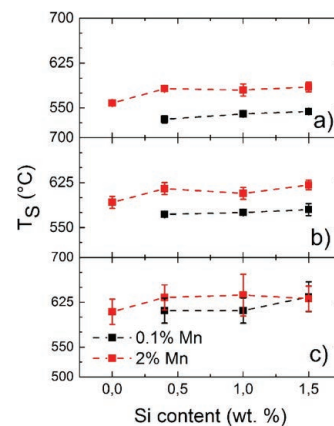 700
625
550
a)
700
625
550
b)
700
625
500
c)
T_S (°C)
0.1% Mn
2% Mn
0,0 0,5 1,0 1,5
Si content (wt. %)